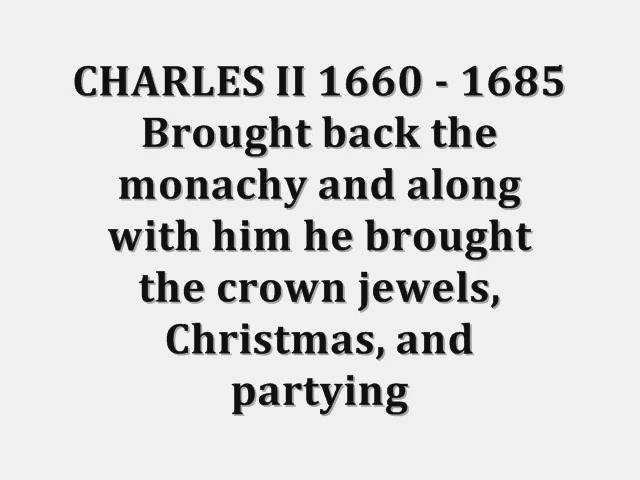 CHARLES II 1660 - 1685
Brought back the
monachy and along
with him he brought
the crown jewels,
Christmas, and
partying